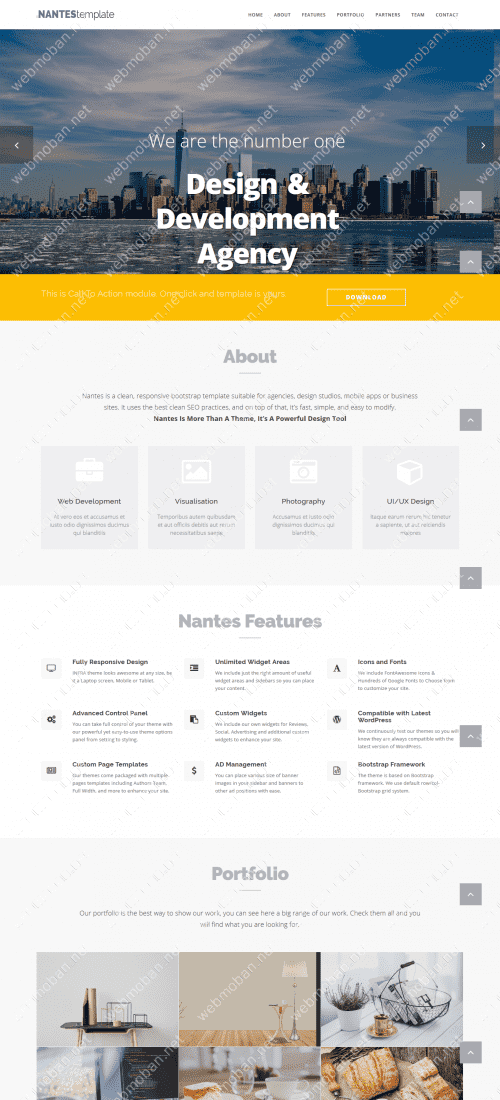 NANTEStemplate
HOME ABOUT FEATURES PORTFOLIO PARTNERS TEAM CONTACT
We are the number one
Design &
Development
Agency
This is Call To Action module. One click and template is yours
DOWNLOAD
About
Nantes is a clean, responsive bootstrap template suitable for agencies, design studios, mobile apps or business
sites. It uses the best clean SEO practices, and on top of that, it's fast, simple, and easy to modify.
Nantes Is More Than A Theme, It's A Powerful Design Tool
Web Development
At vero eos et accusamus et
iusto odio dignissimos ducimus
qui blanditiis
Visualisation
Temporibus autem quibusdam
et aut officiis debitis aut rerum
necessitatibus saepe.
Photography
Accusamus et iusto odio
dignissimos ducimus qui
blanditiis
UI/UX Design
Itaque earum rerum hic tenetur
a sapiente, ut aut reiciendis
maiores
Nantes Features
Fully Responsive Design
theme looks awesome at any size, be
it a Laptop screen, Mobile or Tablet.
Unlimited Widget Areas
We include just the right amount of useful
widget areas and sidebars so you can place
your content.
Icons and Fonts
We include FontAwesome Icons &
Hundreds of Google Fonts to Choose from
to customize your site.
Advanced Control Panel
You can take full control of your theme with
our powerful yet easy-to-use theme options
panel from setting to styling.
Custom Widgets
We include our own widgets for Reviews,
Social, Advertising and additional custom
widgets to enhance your site.
Compatible with Latest
WordPress
We continuously test our themes so you will
know they are always compatible with the
latest version of WordPress.
Custom Page Templates
Our themes come packaged with multiple
pages templates including Authors Team,
Full Width, and more to enhance your site.
AD Management
You can place various size of banner
images in your sidebar and banners to
other ad positions with ease.
Bootstrap Framework
The theme is based on Bootstrap
framework. We use default row/col-
Bootstrap grid system.
Portfolio
Our portfolio is the best way to show our work, you can see here a big range of our work. Check them all and you
will find what you are looking for.
webmoban.net